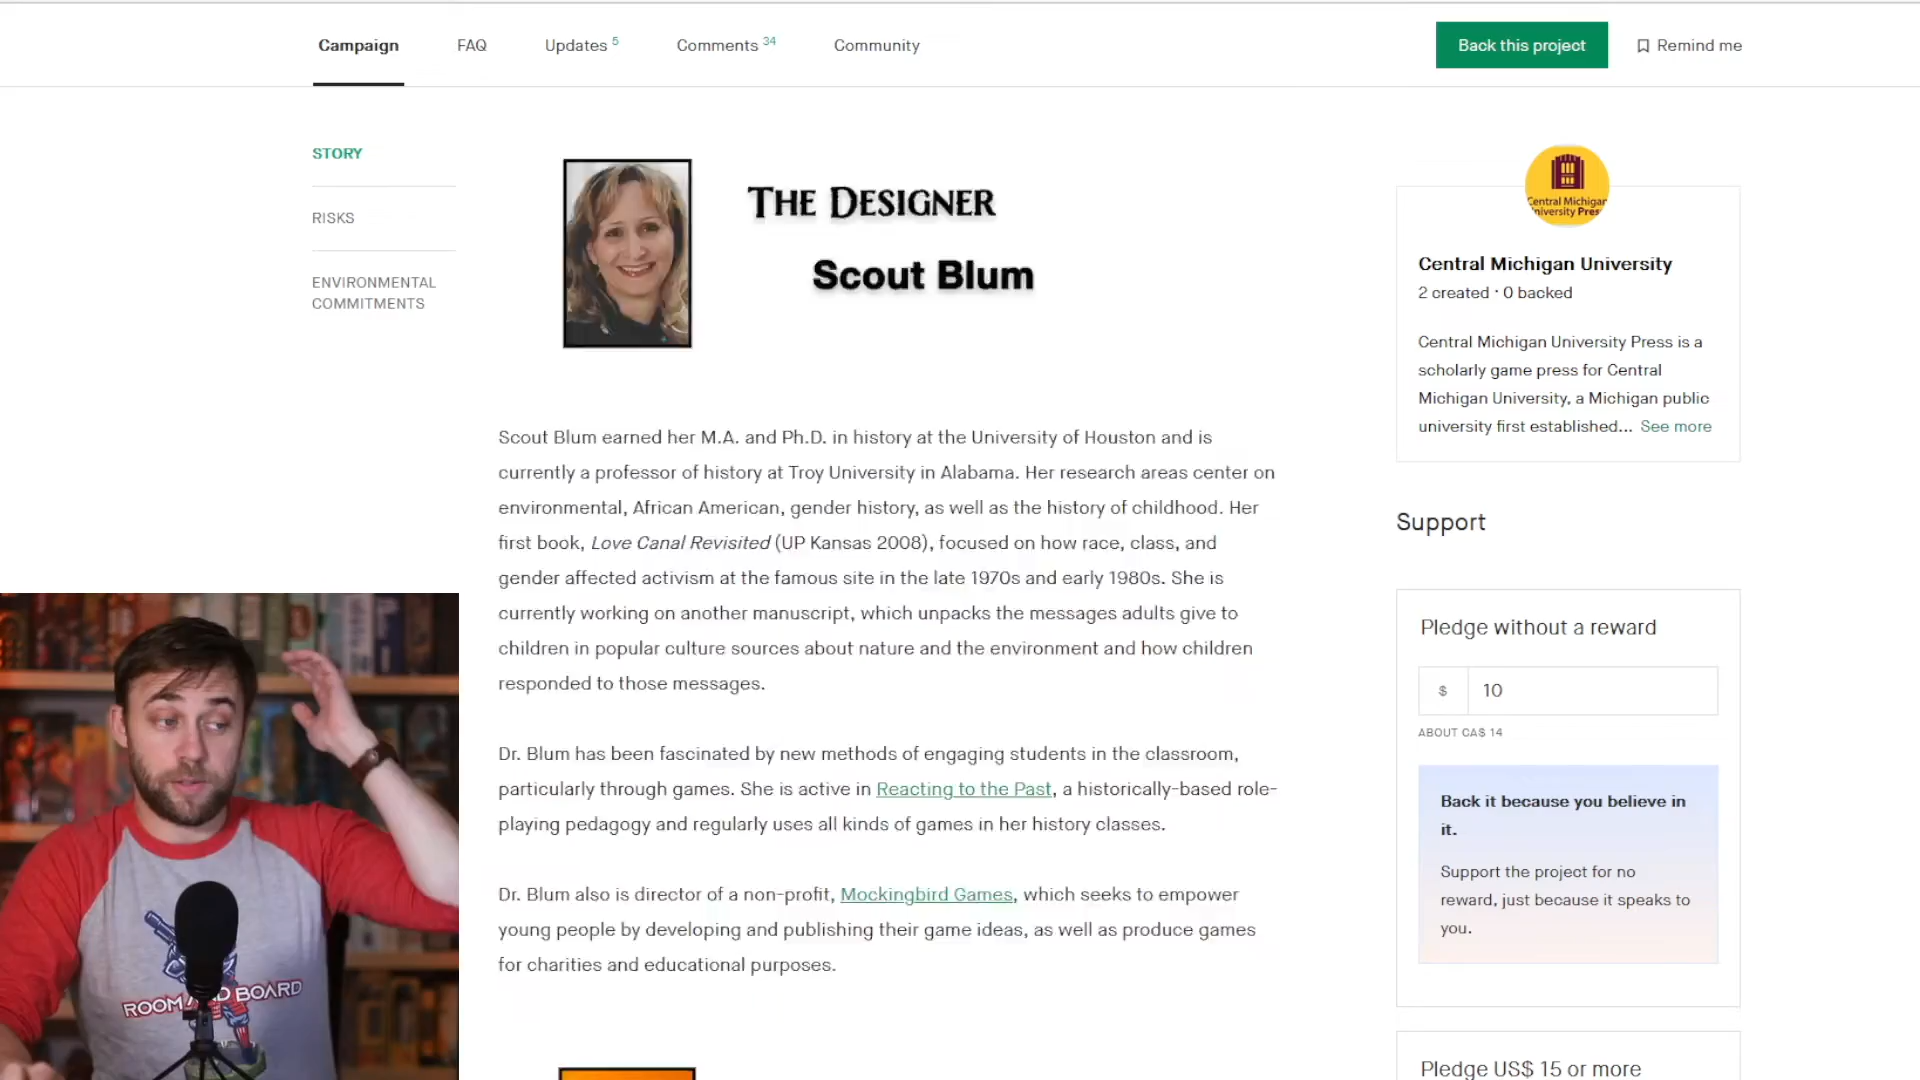 Campaign
FAQ
Updates 5
Comments 34
Community
Back this project
Remind me
STORY
RISKS
ENVIRONMENTAL
COMMITMENTS
THE DESIGNER
Scout Blum
Scout Blum earned her M.A. and Ph.D. in history at the University of Houston and is
currently a professor of history at Troy University in Alabama. Her research areas center on
environmental, African American, gender history, as well as the history of childhood. Her
first book, Love Canal Revisited (UP Kansas 2008), focused on how race, class, and
gender affected activism at the famous site in the late 1970s and early 1980s. She is
currently working on another manuscript, which unpacks the messages adults give to
children in popular culture sources about nature and the environment and how children
responded to those messages.
Dr. Blum has been fascinated by new methods of engaging students in the classroom,
particularly through games. She is active in Reacting to the Past, a historically-based role-
playing pedagogy and regularly uses all kinds of games in her history classes.
Dr. Blum also is director of a non-profit, Mockingbird Games, which seeks to empower
young people by developing and publishing their game ideas, as well as produce games
for charities and educational purposes.
Central Michigan
University Press
Central Michigan University
2 created · 0 backed
Central Michigan University Press is a
scholarly game press for Central
Michigan University, a Michigan public
university first established... See more
Support
Pledge without a reward
$ 10
ABOUT CA$ 14
Back it because you believe in
it.
Support the project for no
reward, just because it speaks to
you.
Pledge US$ 15 or more
ROOM AND BOARD